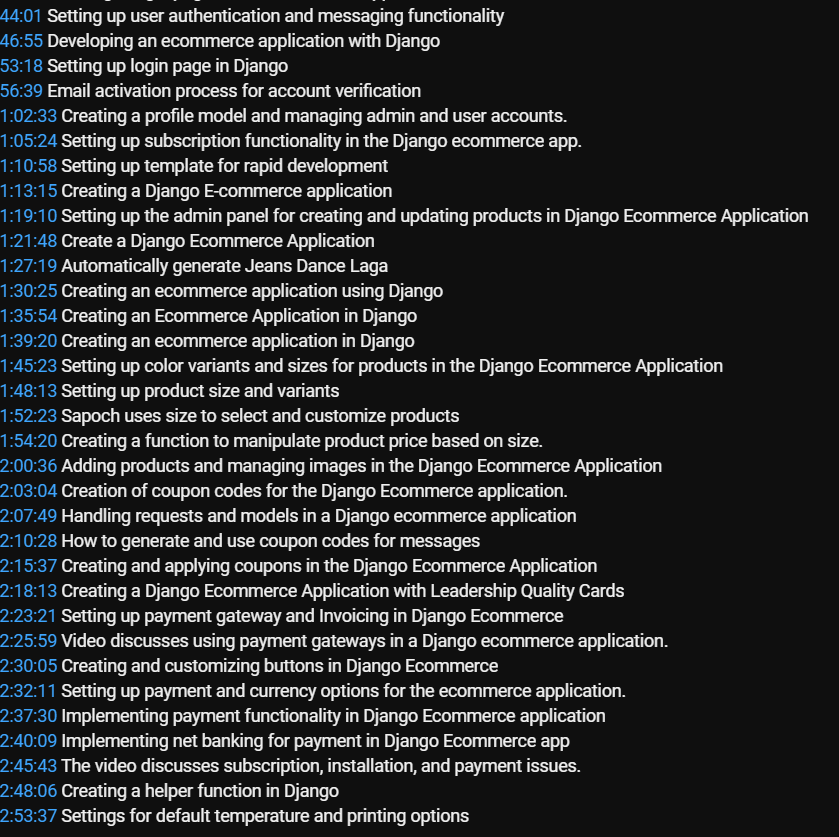 44:01 Setting up user authentication and messaging functionality
46:55 Developing an ecommerce application with Django
53:18 Setting up login page in Django
56:39 Email activation process for account verification
1:02:33 Creating a profile model and managing admin and user accounts.
1:05:24 Setting up subscription functionality in the Django ecommerce app.
1:10:58 Setting up template for rapid development
1:13:15 Creating a Django E-commerce application
1:19:10 Setting up the admin panel for creating and updating products in Django Ecommerce Application
1:21:48 Create a Django Ecommerce Application
1:27:19 Automatically generate Jeans Dance Laga
1:30:25 Creating an ecommerce application using Django
1:35:54 Creating an Ecommerce Application in Django
1:39:20 Creating an ecommerce application in Django
1:45:23 Setting up color variants and sizes for products in the Django Ecommerce Application
1:48:13 Setting up product size and variants
1:52:23 Sapoch uses size to select and customize products
1:54:20 Creating a function to manipulate product price based on size.
2:00:36 Adding products and managing images in the Django Ecommerce Application
2:03:04 Creation of coupon codes for the Django Ecommerce application.
2:07:49 Handling requests and models in a Django ecommerce application
2:10:28 How to generate and use coupon codes for messages
2:15:37 Creating and applying coupons in the Django Ecommerce Application
2:18:13 Creating a Django Ecommerce Application with Leadership Quality Cards
2:23:21 Setting up payment gateway and Invoicing in Django Ecommerce
2:25:59 Video discusses using payment gateways in a Django ecommerce application.
2:30:05 Creating and customizing buttons in Django Ecommerce
2:32:11 Setting up payment and currency options for the ecommerce application.
2:37:30 Implementing payment functionality in Django Ecommerce application
2:40:09 Implementing net banking for payment in Django Ecommerce app
2:45:43 The video discusses subscription, installation, and payment issues.
2:48:06 Creating a helper function in Django
2:53:37 Settings for default temperature and printing options